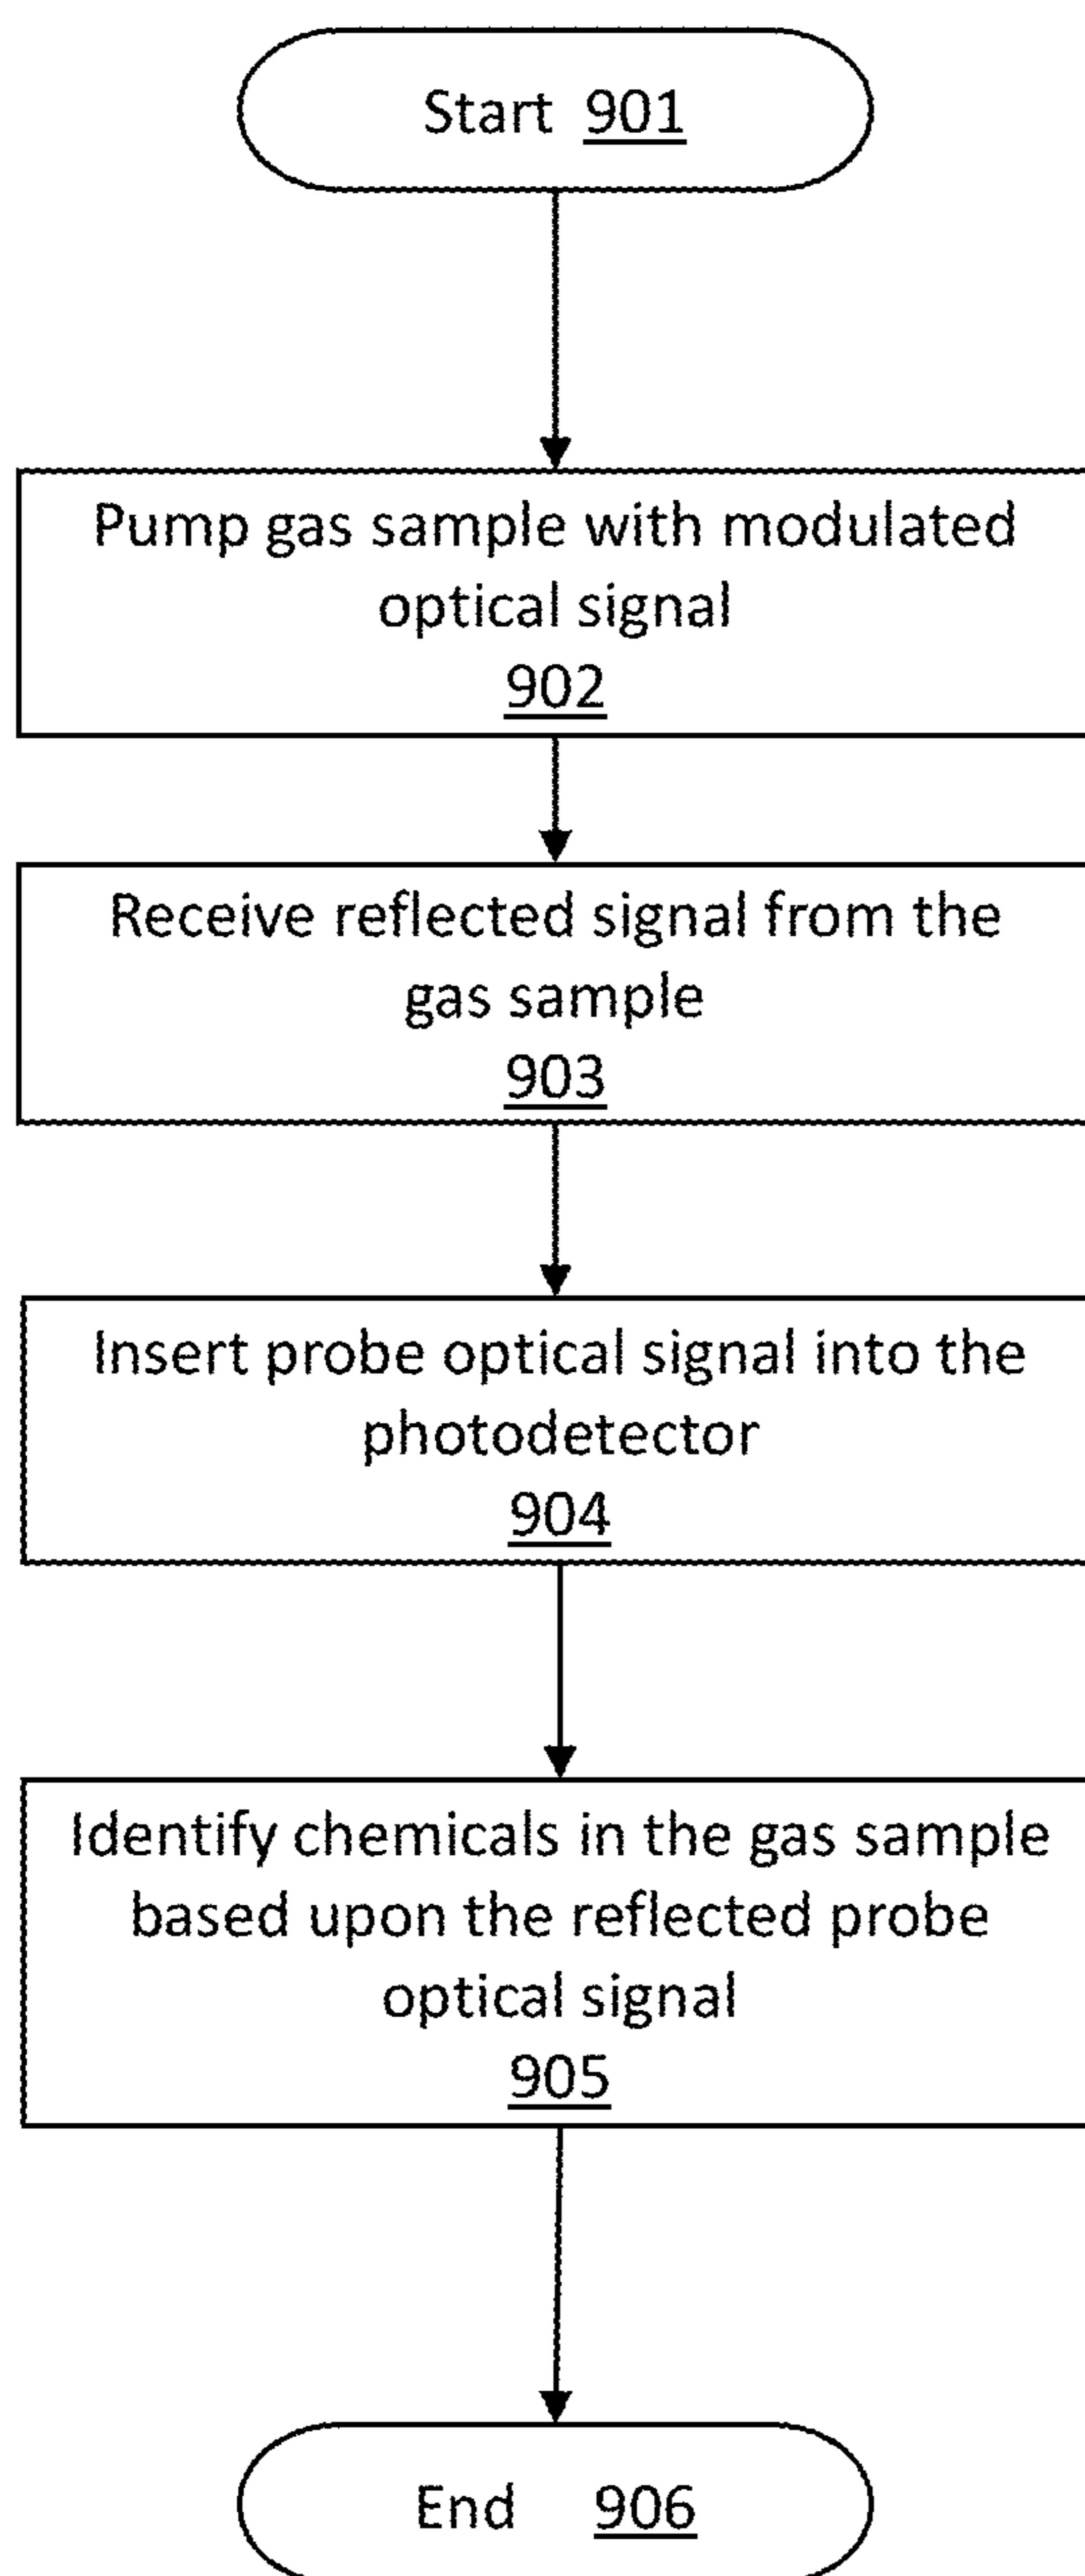 Start 901
Pump gas sample with modulated
optical signal
902
Receive reflected signal from the
gas sample
903
Insert probe optical signal into the
photodetector
904
Identify chemicals in the gas sample
based upon the reflected probe
optical signal
905
End 906